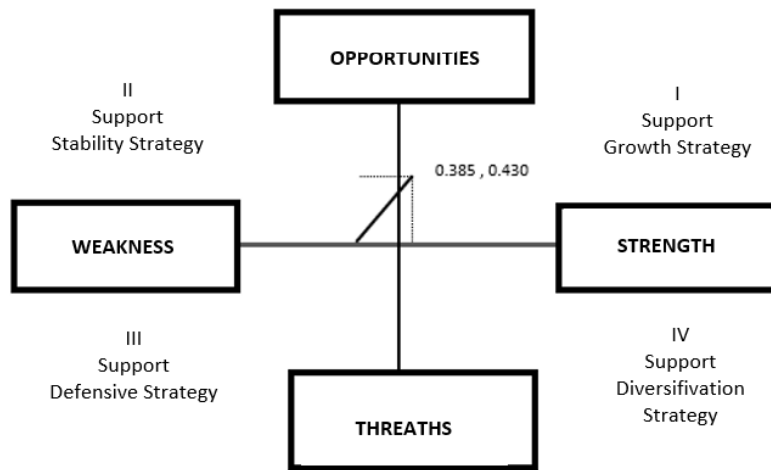 OPPORTUNITIES
II
Support
Stability Strategy
I
Support
Growth Strategy
0.385 , 0.430
WEAKNESS
STRENGTH
III
Support
Defensive Strategy
IV
Support
Diversifivation
Strategy
THREATHS